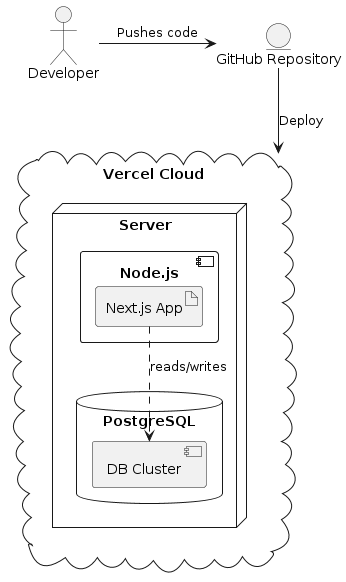 Pushes code
Developer
GitHub Repository
Deploy
Vercel Cloud
Server
Node.js
Next.js App
reads/writes
PostgreSQL
DB Cluster